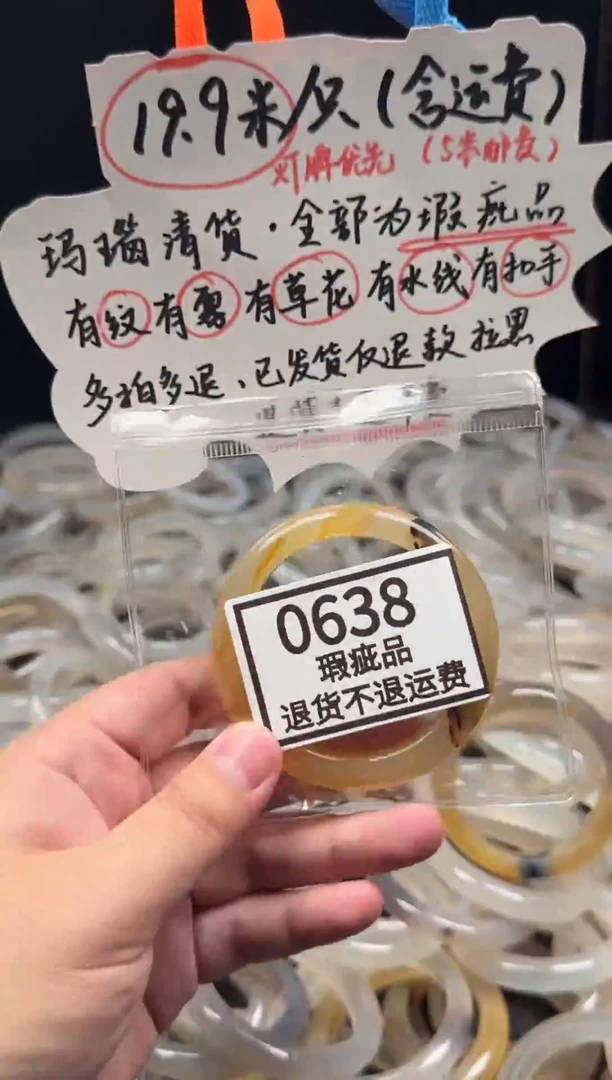 19.9米/只(含运费)
灯牌优先 (5米邮费)
玛瑙清货·全部为瑕疵品
有纹有雾有草花有水线有扣手
多拍多退、已发货仅退款拉黑
0638
瑕疵品
退货不退运费